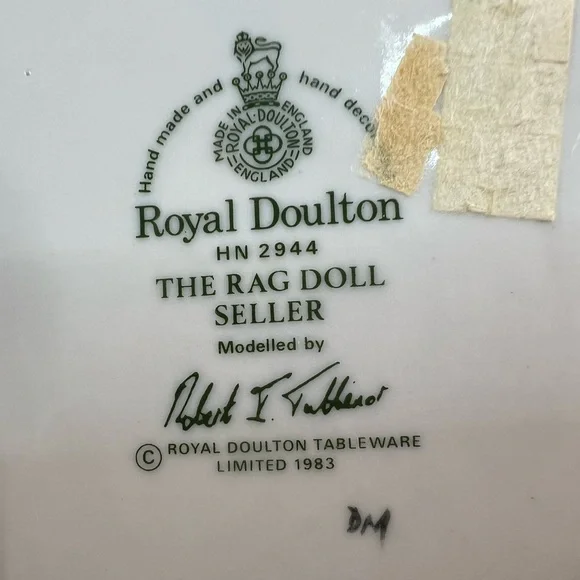 Hand made and hand deco
MADE IN ENGLAND
ROYAL·DOULTON
ENGLAND
Royal Doulton
HN 2944
THE RAG DOLL
SELLER
Modelled by
Robert I. Tabbenor
© ROYAL DOULTON TABLEWARE
LIMITED 1983
DM